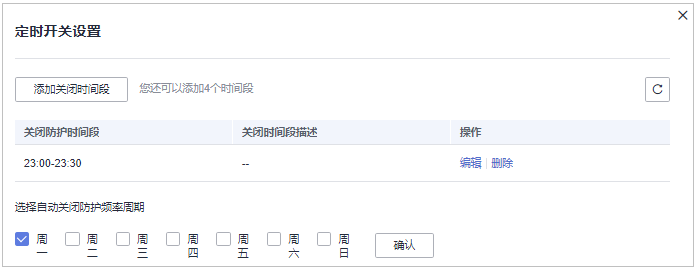 定时开关设置
添加关闭时间段 您还可以添加4个时间段
关闭防护时间段 关闭时间段描述 操作
23:00-23:30 -- 编辑 | 删除
选择自动关闭防护频率周期
周一 周二 周三 周四 周五 周六 周日 确认